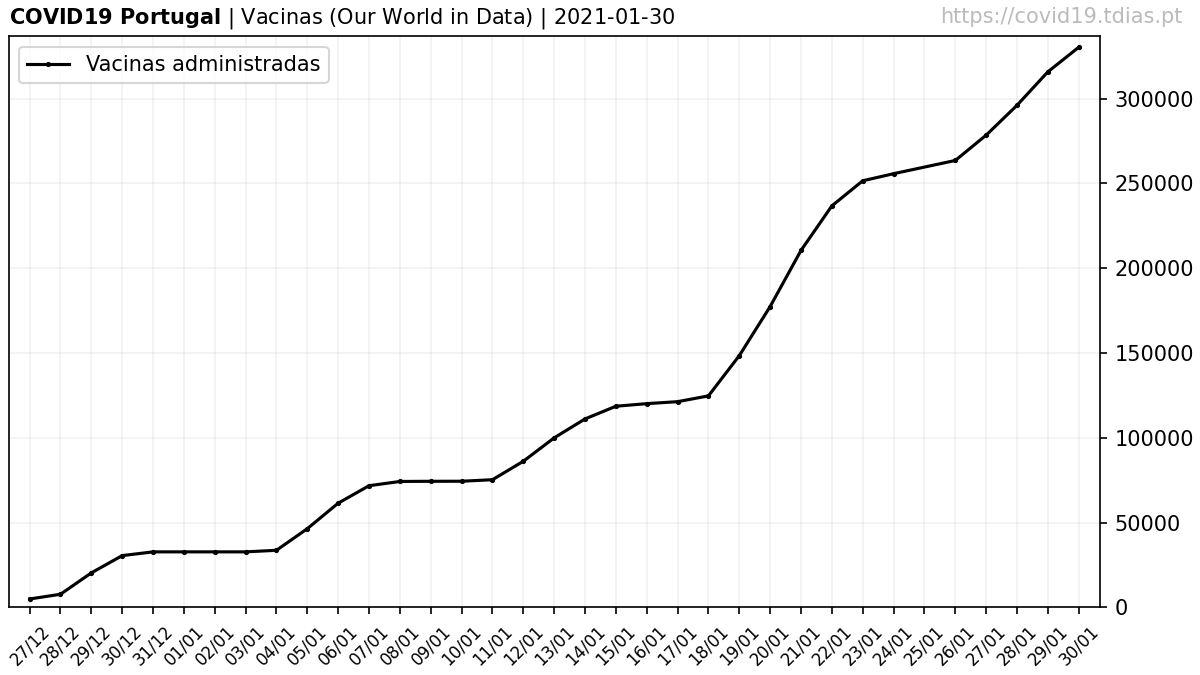 COVID19 Portugal | Vacinas (Our World in Data) | 2021-01-30
https://covid19.tdias.pt
Vacinas administradas
300000
250000
200000
150000
100000
50000
0
27/12 28/12 29/12 30/12 31/12 01/01 02/01 03/01 04/01 05/01 06/01 07/01 08/01 09/01 10/01 11/01 12/01 13/01 14/01 15/01 16/01 17/01 18/01 19/01 20/01 21/01 22/01 23/01 24/01 25/01 26/01 27/01 28/01 29/01 30/01